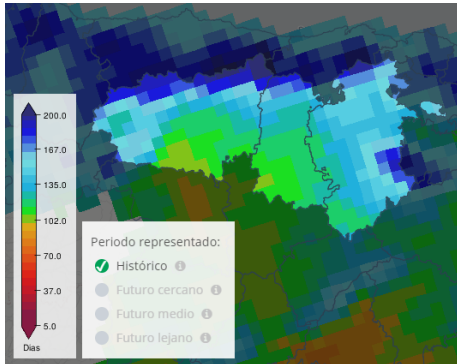 200.0
167.0
135.0
102.0
70.0
37.0
5.0
Dias
Periodo representado:
Histórico
Futuro cercano
Futuro medio
Futuro lejano